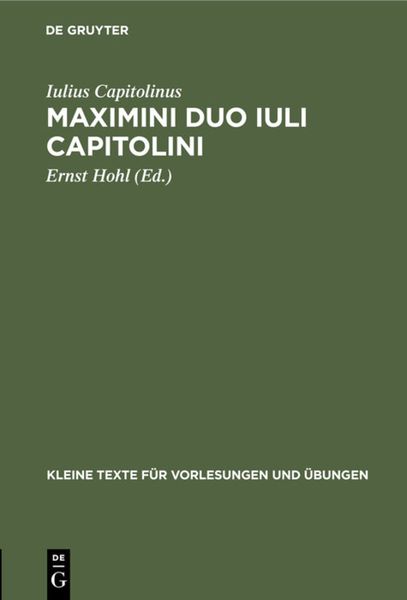 DE GRUYTER
Iulius Capitolinus
MAXIMINI DUO IULI
CAPITOLINI
Ernst Hohl (Ed.)
KLEINE TEXTE FÜR VORLESUNGEN UND ÜBUNGEN
DE
G